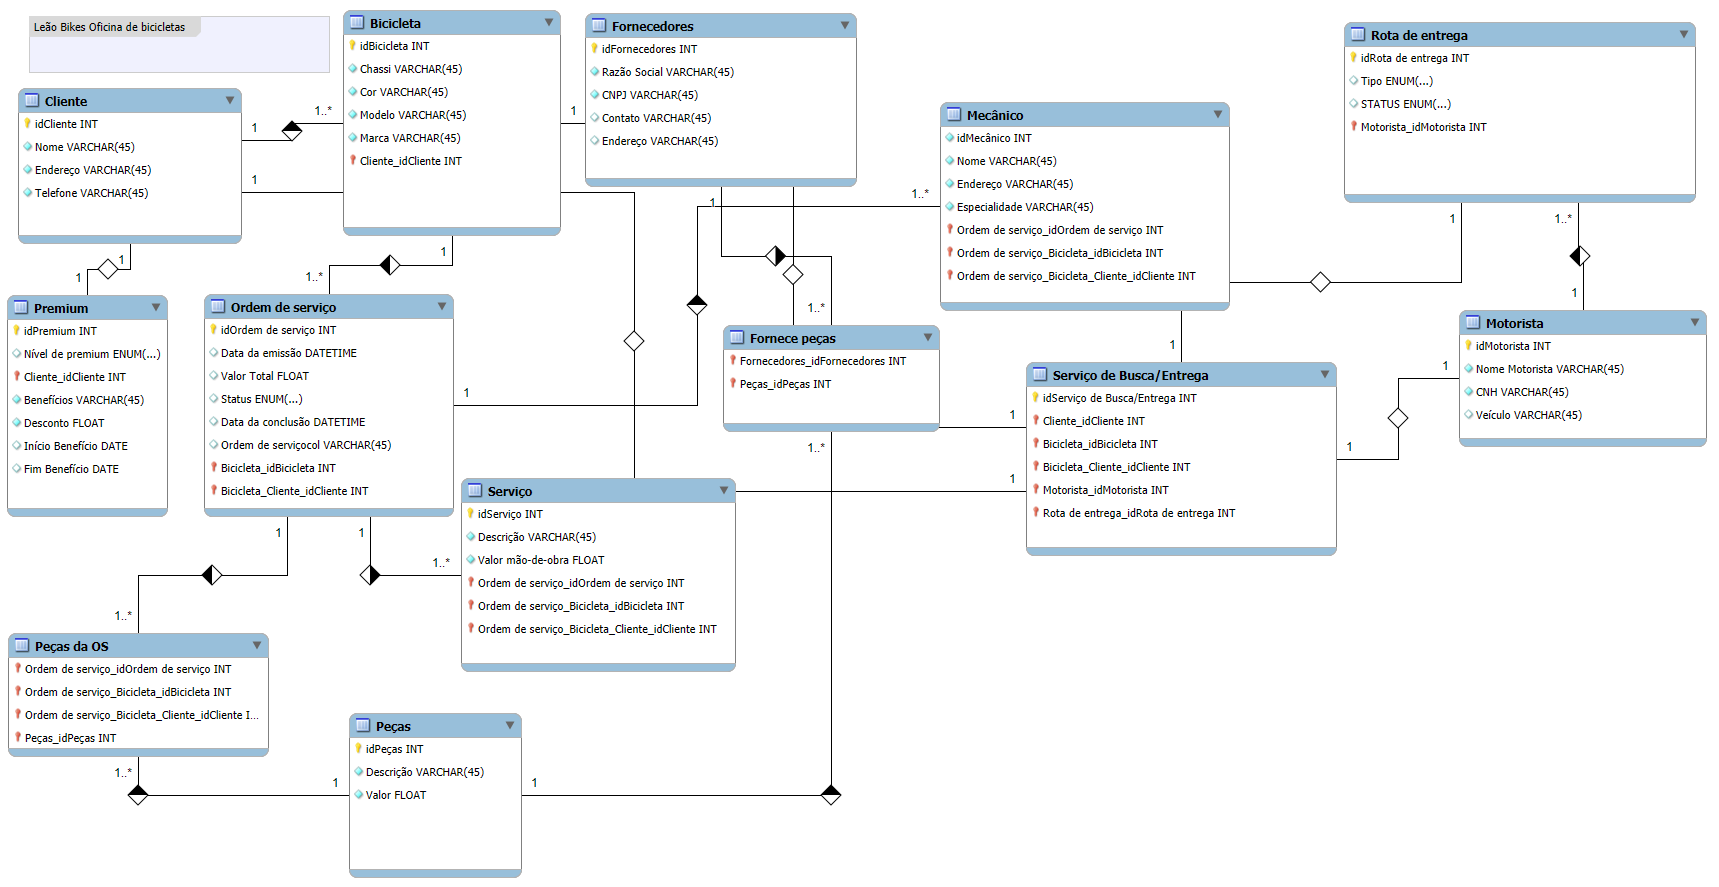 Leão Bikes Oficina de bicicletas
Cliente
idCliente INT
Nome VARCHAR(45)
Endereço VARCHAR(45)
Telefone VARCHAR(45)
1
1
1..*
Bicicleta
idBicicleta INT
Chassi VARCHAR(45)
Cor VARCHAR(45)
Modelo VARCHAR(45)
Marca VARCHAR(45)
Cliente_idCliente INT
1
Fornecedores
idFornecedores INT
Razão Social VARCHAR(45)
CNPJ VARCHAR(45)
Contato VARCHAR(45)
Endereço VARCHAR(45)
1
1..*
Mecânico
idMecânico INT
Nome VARCHAR(45)
Endereço VARCHAR(45)
Especialidade VARCHAR(45)
Ordem de serviço_idOrdem de serviço INT
Ordem de serviço_Bicicleta_idBicicleta INT
Ordem de serviço_Bicicleta_Cliente_idCliente INT
Rota de entrega
idRota de entrega INT
Tipo ENUM(...)
STATUS ENUM(...)
Motorista_idMotorista INT
1
1..*
1
1
1
1
1..*
Premium
idPremium INT
Nível de premium ENUM(...)
Cliente_idCliente INT
Benefícios VARCHAR(45)
Desconto FLOAT
Início Benefício DATE
Fim Benefício DATE
Ordem de serviço
idOrdem de serviço INT
Data da emissão DATETIME
Valor Total FLOAT
Status ENUM(...)
Data da conclusão DATETIME
Ordem de serviçocol VARCHAR(45)
Bicicleta_idBicicleta INT
Bicicleta_Cliente_idCliente INT
1
1..*
Fornece peças
Fornecedores_idFornecedores INT
Peças_idPeças INT
1..*
1
1
1
Serviço de Busca/Entrega
idServiço de Busca/Entrega INT
Cliente_idCliente INT
Bicicleta_idBicicleta INT
Bicicleta_Cliente_idCliente INT
Motorista_idMotorista INT
Rota de entrega_idRota de entrega INT
Motorista
idMotorista INT
Nome Motorista VARCHAR(45)
CNH VARCHAR(45)
Veículo VARCHAR(45)
1
1
1
1
1..*
Serviço
idServiço INT
Descrição VARCHAR(45)
Valor mão-de-obra FLOAT
Ordem de serviço_idOrdem de serviço INT
Ordem de serviço_Bicicleta_idBicicleta INT
Ordem de serviço_Bicicleta_Cliente_idCliente INT
1..*
Peças da OS
Ordem de serviço_idOrdem de serviço INT
Ordem de serviço_Bicicleta_idBicicleta INT
Ordem de serviço_Bicicleta_Cliente_idCliente I...
Peças_idPeças INT
1..*
1
Peças
idPeças INT
Descrição VARCHAR(45)
Valor FLOAT
1